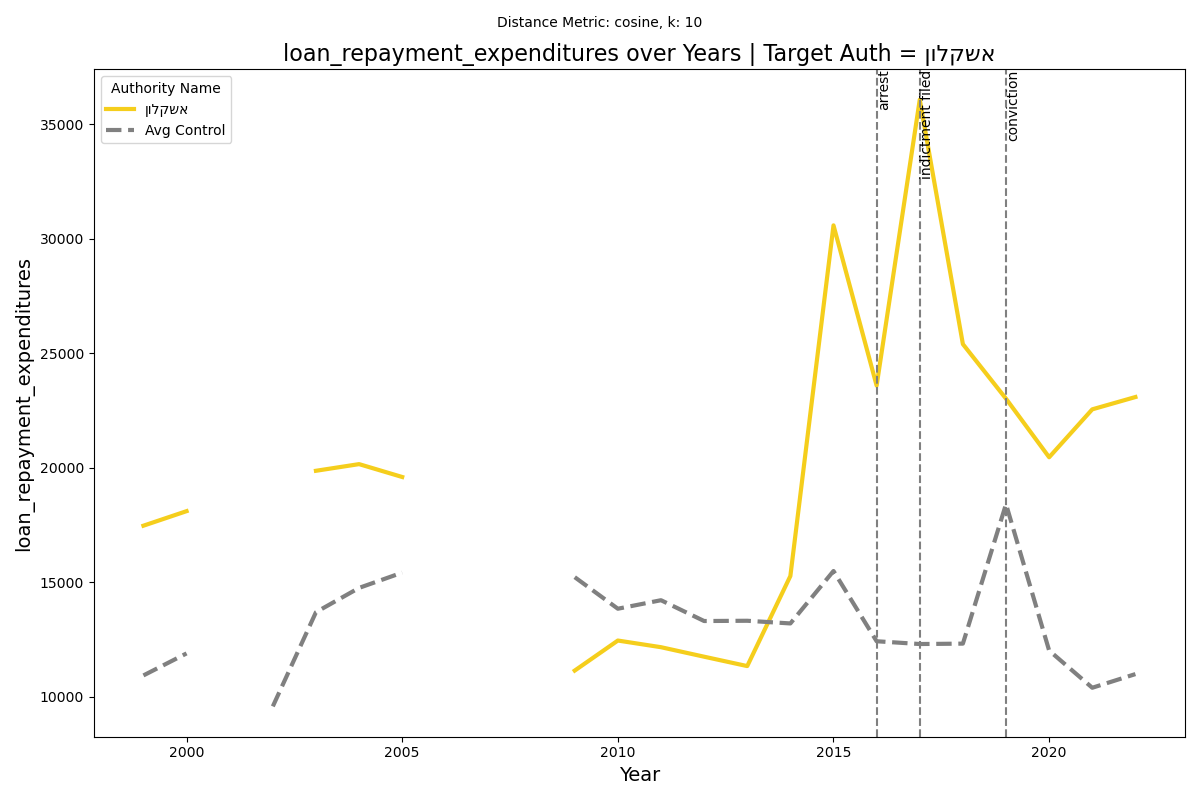 Distance Metric: cosine, k: 10
loan_repayment_expenditures over Years | Target Auth = אשקלון
Authority Name
אשקלון
Avg Control
arrest
indictment filed
conviction
35000
30000
25000
20000
15000
10000
loan_repayment_expenditures
2000
2005
2010
2015
2020
Year